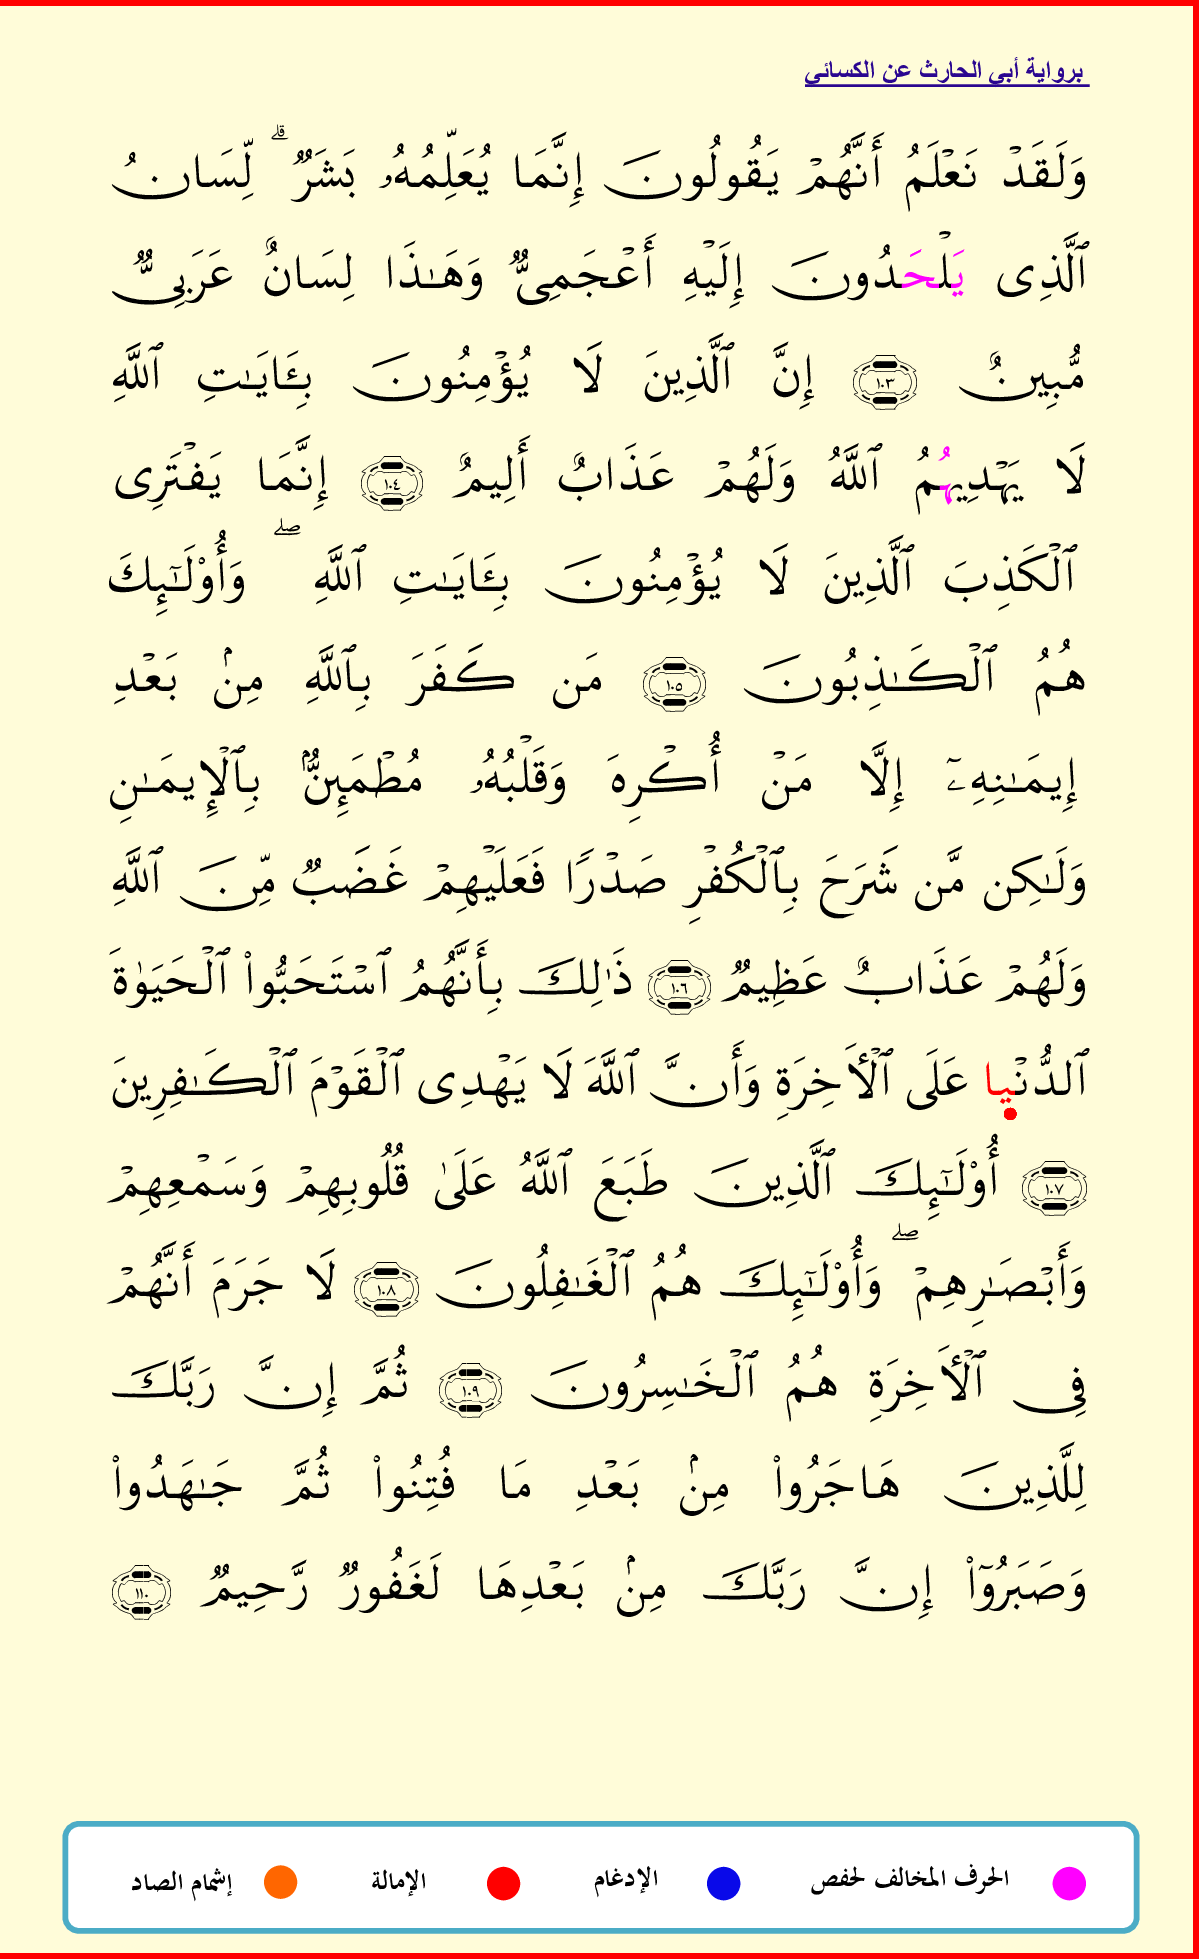 برواية أبي الحارث عن الكسائي
وَلَقَدۡ نَعۡلَمُ أَنَّهُمۡ يَقُولُونَ إِنَّمَا يُعَلِّمُهُۥ بَشَرٞۗ لِّسَانُ
ٱلَّذِى يَلۡحَدُونَ إِلَيۡهِ أَعۡجَمِىّٞ وَهَٰذَا لِسَانٌ عَرَبِىّٞ
مُّبِينٌ ١٠٣ إِنَّ ٱلَّذِينَ لَا يُؤۡمِنُونَ بِـَٔايَٰتِ ٱللَّهِ
لَا يَهۡدِيهُمُ ٱللَّهُ وَلَهُمۡ عَذَابٌ أَلِيمٌ ١٠٤ إِنَّمَا يَفۡتَرِى
ٱلۡكَذِبَ ٱلَّذِينَ لَا يُؤۡمِنُونَ بِـَٔايَٰتِ ٱللَّهِۖ وَأُوْلَٰٓئِكَ
هُمُ ٱلۡكَٰذِبُونَ ١٠٥ مَن كَفَرَ بِٱللَّهِ مِنۢ بَعۡدِ
إِيمَٰنِهِۦٓ إِلَّا مَنۡ أُكۡرِهَ وَقَلۡبُهُۥ مُطۡمَئِنُّۢ بِٱلۡإِيمَٰنِ
وَلَٰكِن مَّن شَرَحَ بِٱلۡكُفۡرِ صَدۡرٗا فَعَلَيۡهِمۡ غَضَبٞ مِّنَ ٱللَّهِ
وَلَهُمۡ عَذَابٌ عَظِيمٞ ١٠٦ ذَٰلِكَ بِأَنَّهُمُ ٱسۡتَحَبُّواْ ٱلۡحَيَوٰةَ
ٱلدُّنۡيا عَلَى ٱلۡأٓخِرَةِ وَأَنَّ ٱللَّهَ لَا يَهۡدِى ٱلۡقَوۡمَ ٱلۡكَٰفِرِينَ
١٠٧ أُوْلَٰٓئِكَ ٱلَّذِينَ طَبَعَ ٱللَّهُ عَلَىٰ قُلُوبِهِمۡ وَسَمۡعِهِمۡ
وَأَبۡصَٰرِهِمۡۖ وَأُوْلَٰٓئِكَ هُمُ ٱلۡغَٰفِلُونَ ١٠٨ لَا جَرَمَ أَنَّهُمۡ
فِى ٱلۡأٓخِرَةِ هُمُ ٱلۡخَٰسِرُونَ ١٠٩ ثُمَّ إِنَّ رَبَّكَ
لِلَّذِينَ هَاجَرُواْ مِنۢ بَعۡدِ مَا فُتِنُواْ ثُمَّ جَٰهَدُواْ
وَصَبَرُوٓاْ إِنَّ رَبَّكَ مِنۢ بَعۡدِهَا لَغَفُورٞ رَّحِيمٞ ١١٠
الحرف المخالف لحفص الإدغام الإمالة إشمام الصاد